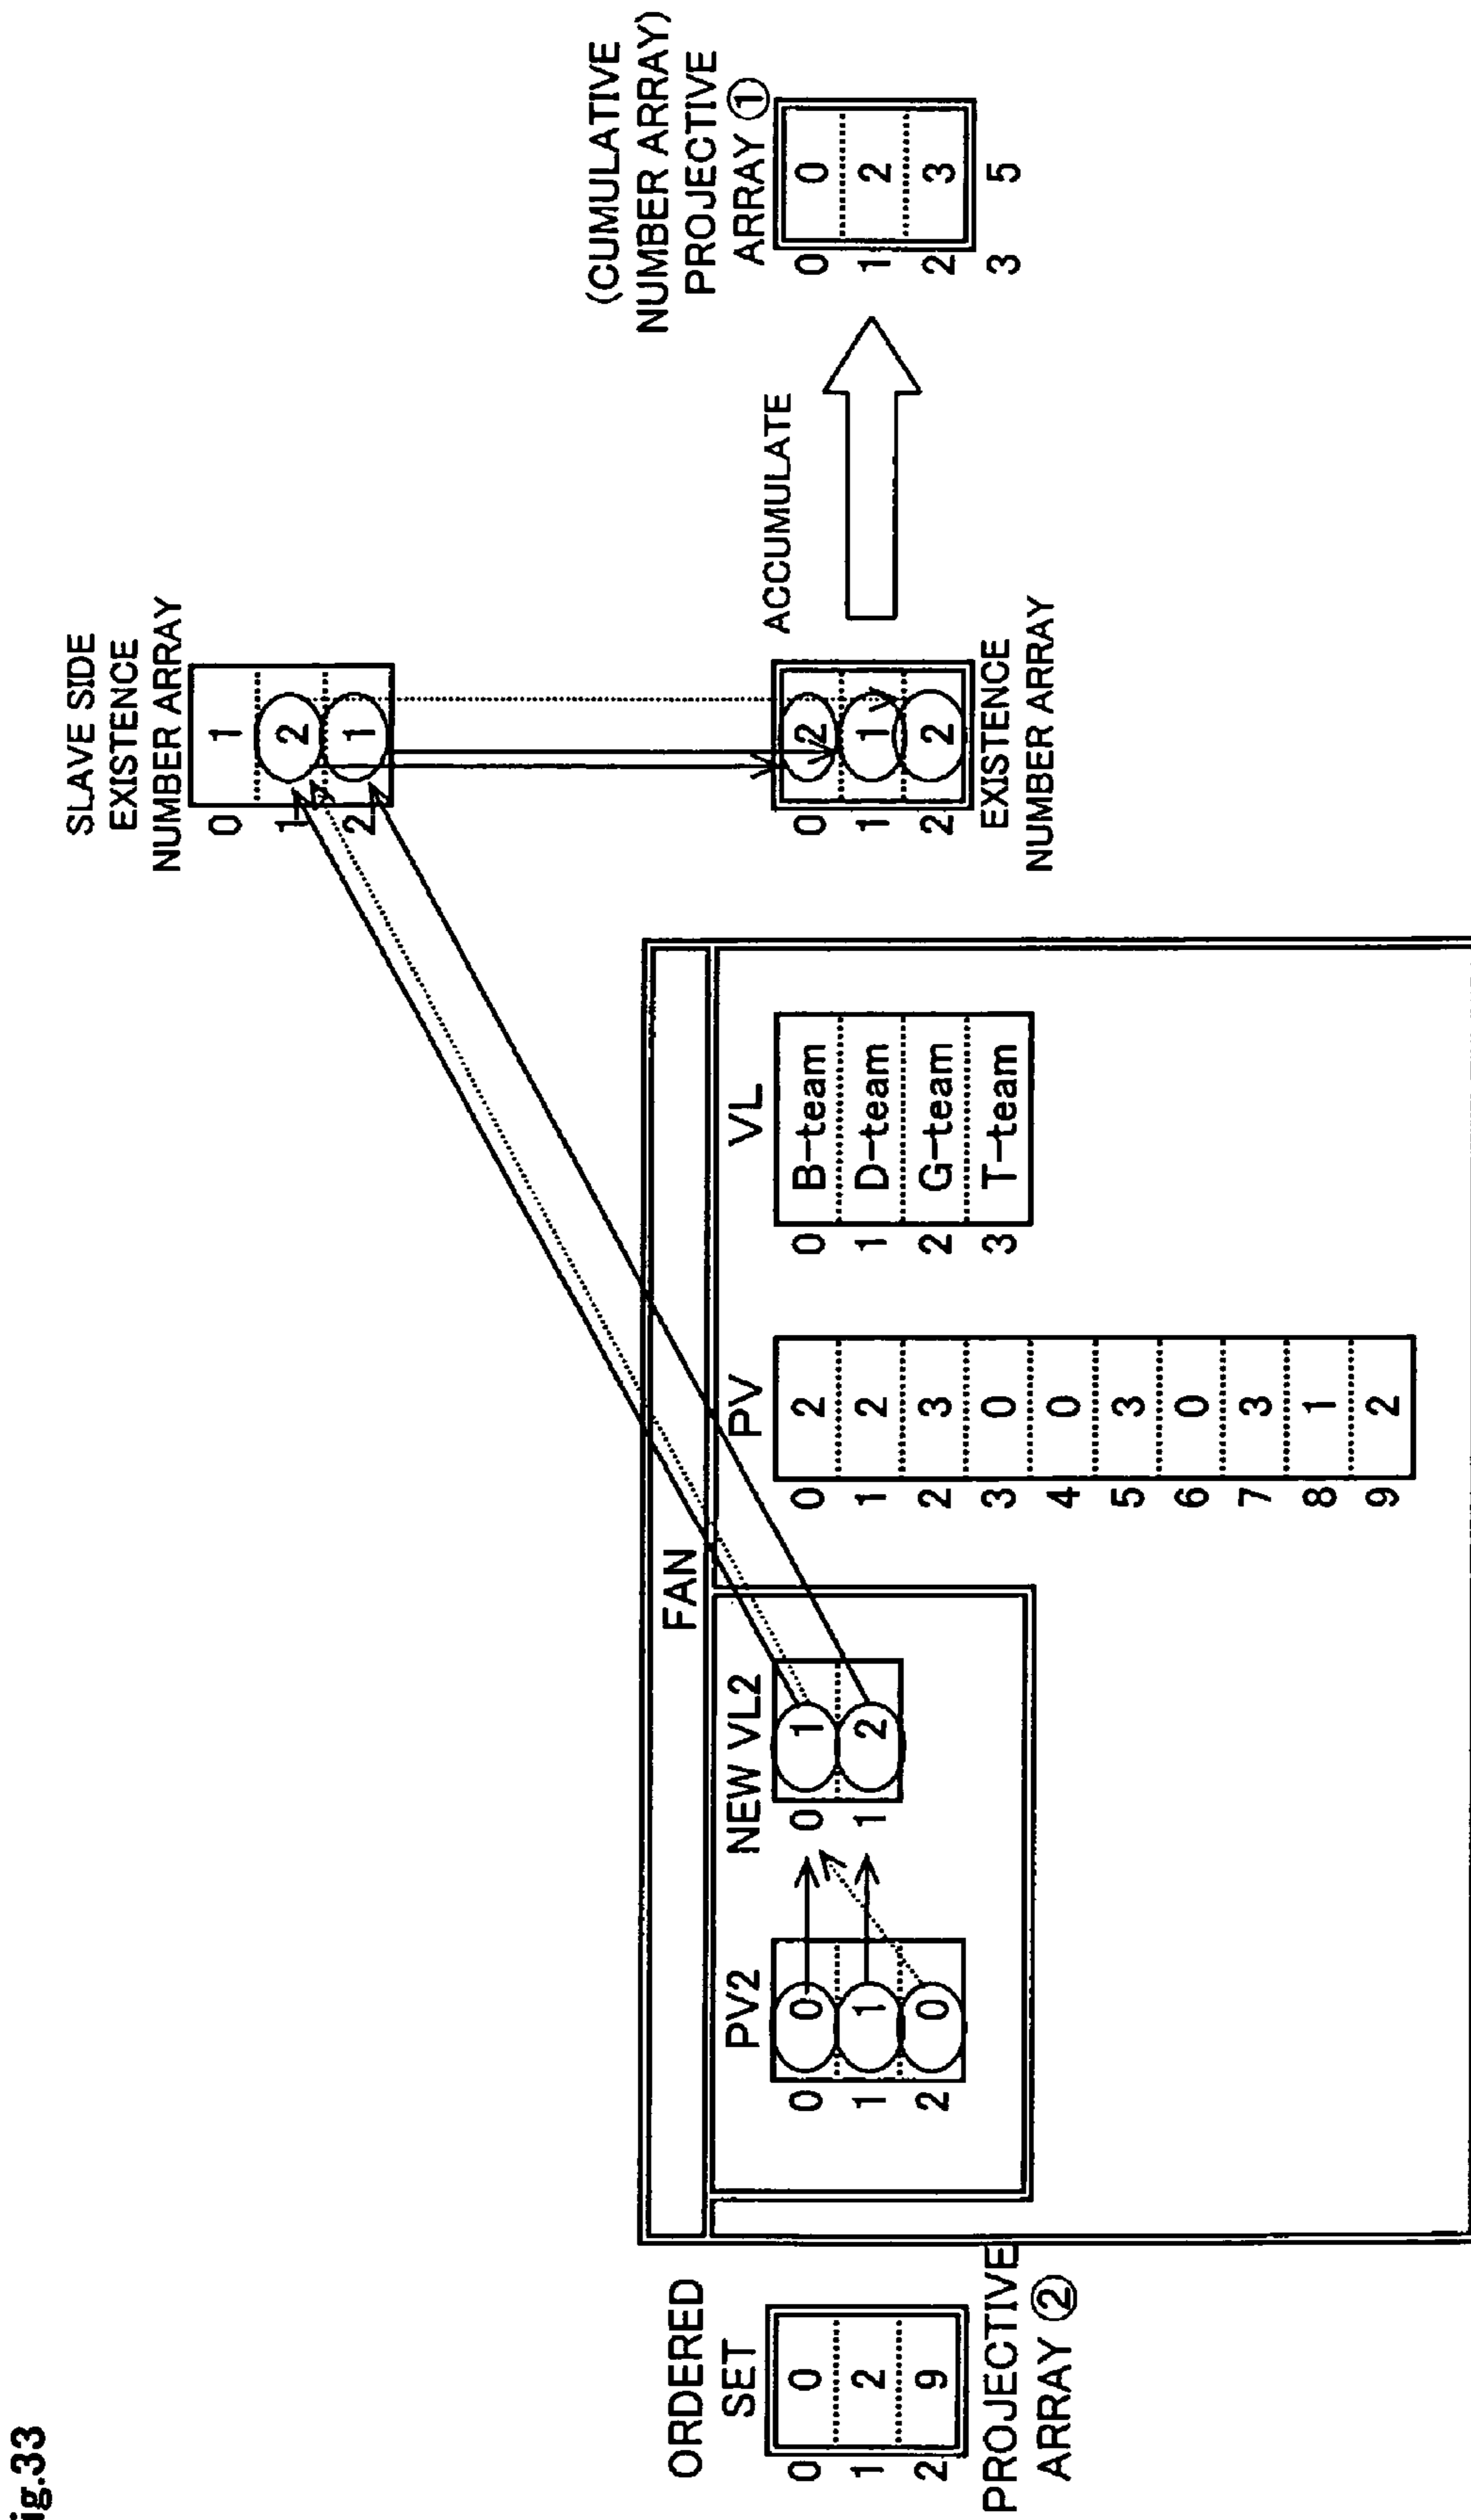 ig.33
SLAVE SIDE
EXISTENCE
NUMBER ARRAY
0 1
1 2
2 1
(CUMULATIVE
NUMBER ARRAY)
PROJECTIVE
ARRAY ①
0 0
1 2
2 3
3 5
ACCUMULATE
0 2
1 1
2 2
EXISTENCE
NUMBER ARRAY
ORDERED
SET
0 0
1 2
2 9
PROJECTIVE
ARRAY ②
FAN
PV2
0 0
1 1
2 0
NEW VL2
0 1
1 2
PV
0 2
1 2
2 3
3 0
4 0
5 3
6 0
7 3
8 1
9 2
VL
0 B-team
1 D-team
2 G-team
3 T-team